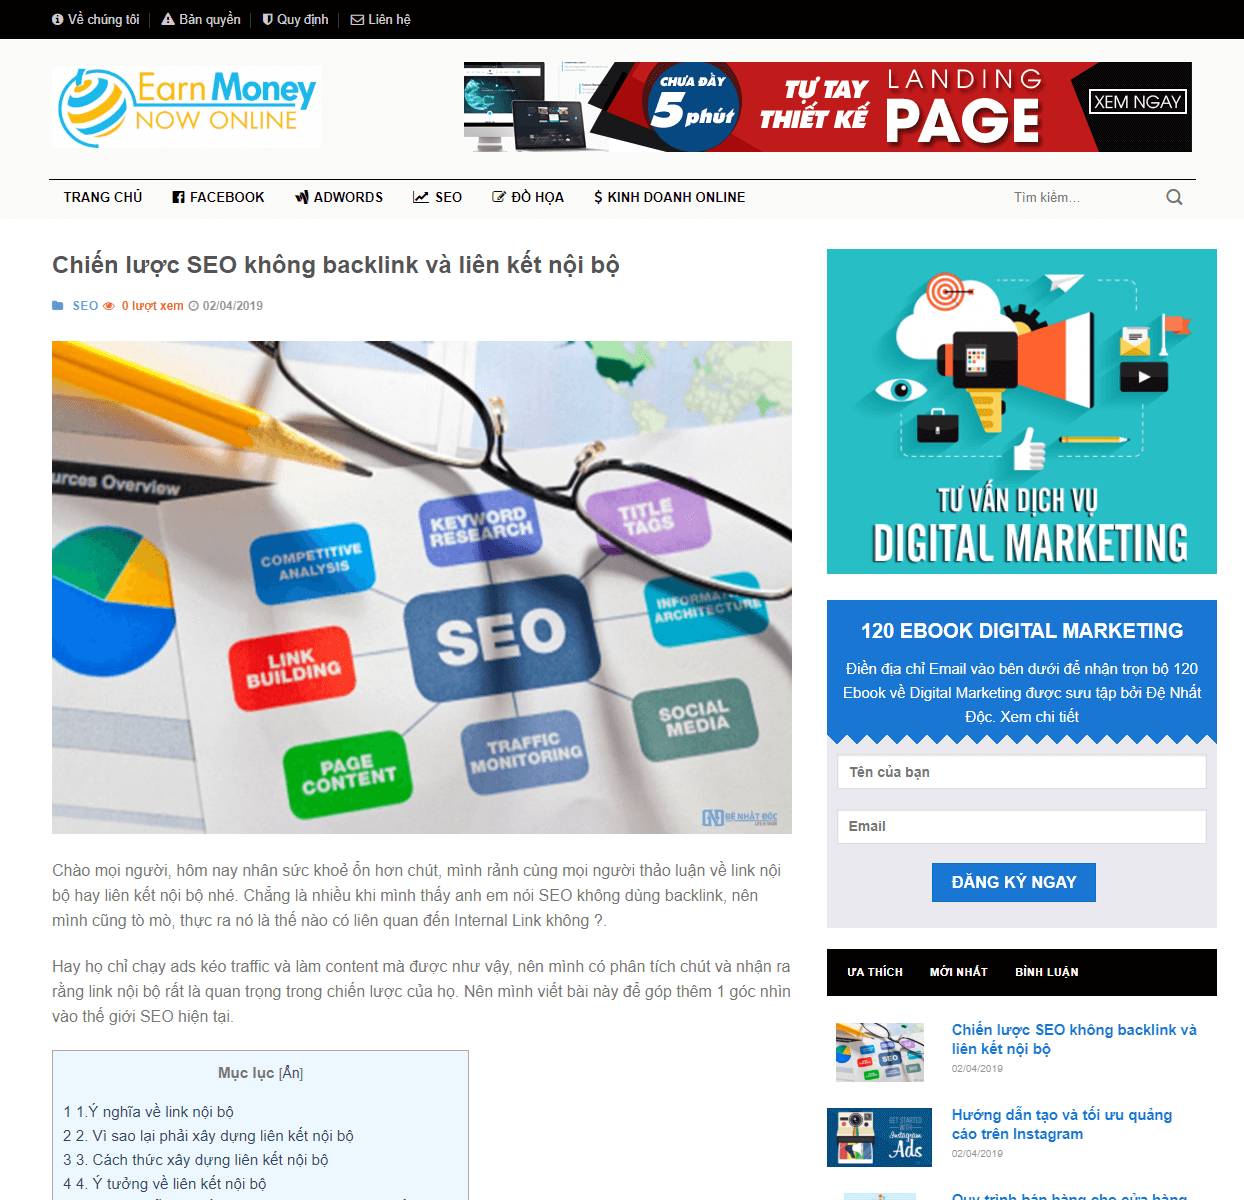 Về chúng tôi
Bản quyền
Quy định
Liên hệ
Earn Money
NOW ONLINE
CHƯA ĐẦY
5 phút
TỰ TAY
THIẾT KẾ
LANDING
PAGE
XEM NGAY
TRANG CHỦ
FACEBOOK
ADWORDS
SEO
ĐỒ HỌA
$ KINH DOANH ONLINE
Tìm kiếm...
Chiến lược SEO không backlink và liên kết nội bộ
SEO 0 lượt xem 02/04/2019
urces Overview
KEYWORD
RESEARCH
TITLE
TAGS
COMPETITIVE
ANALYSIS
INFORMATION
ARCHITECTURE
SEO
LINK
BUILDING
SOCIAL
MEDIA
TRAFFIC
MONITORING
PAGE
CONTENT
ĐỆ NHẤT ĐỘC
Chào mọi người, hôm nay nhân sức khoẻ ổn hơn chút, mình rảnh cùng mọi người thảo luận về link nội
bộ hay liên kết nội bộ nhé. Chẳng là nhiều khi mình thấy anh em nói SEO không dùng backlink, nên
mình cũng tò mò, thực ra nó là thế nào có liên quan đến Internal Link không ?.
Hay họ chỉ chạy ads kéo traffic và làm content mà được như vậy, nên mình có phân tích chút và nhận ra
rằng link nội bộ rất là quan trọng trong chiến lược của họ. Nên mình viết bài này để góp thêm 1 góc nhìn
vào thế giới SEO hiện tại.
Mục lục [Ẩn]
1 1.Ý nghĩa về link nội bộ
2 2. Vì sao lại phải xây dựng liên kết nội bộ
3 3. Cách thức xây dựng liên kết nội bộ
4 4. Ý tưởng về liên kết nội bộ
TƯ VẤN DỊCH VỤ
DIGITAL MARKETING
120 EBOOK DIGITAL MARKETING
Điền địa chỉ Email vào bên dưới để nhận trọn bộ 120
Ebook về Digital Marketing được sưu tập bởi Đệ Nhất
Độc. Xem chi tiết
Tên của bạn
Email
ĐĂNG KÝ NGAY
ƯA THÍCH
MỚI NHẤT
BÌNH LUẬN
SEO
Chiến lược SEO không backlink và
liên kết nội bộ
02/04/2019
GET STARTED
WITH
Instagram
Ads
Hướng dẫn tạo và tối ưu quảng
cáo trên Instagram
02/04/2019
Quy trình bán hàng cho cửa hàng